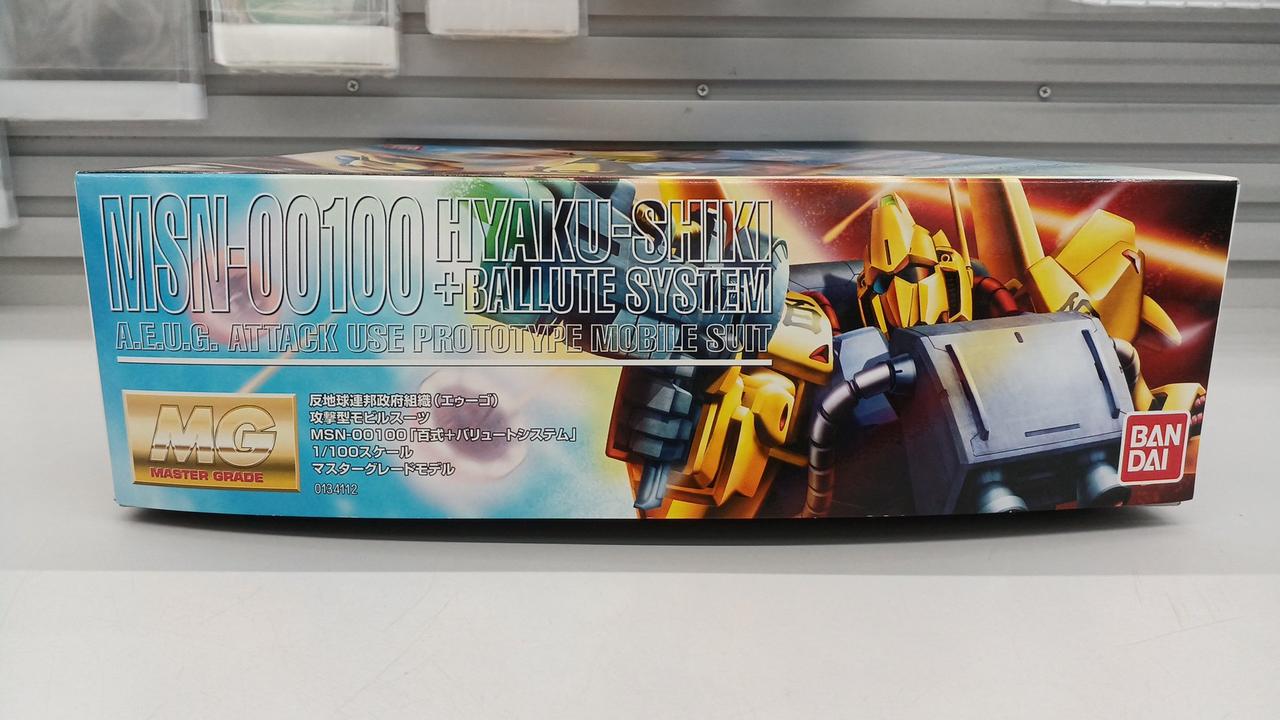 MSN-00100 HYAKU-SHIKI
+BALLUTE SYSTEM
A.E.U.G. ATTACK USE PROTOTYPE MOBILE SUIT
MG
MASTER GRADE
反地球連邦政府組織(エゥーゴ)
攻撃型モビルスーツ
MSN-00100「百式+バリュートシステム」
1/100スケール
マスターグレードモデル
0134112
百
BAN
DAI